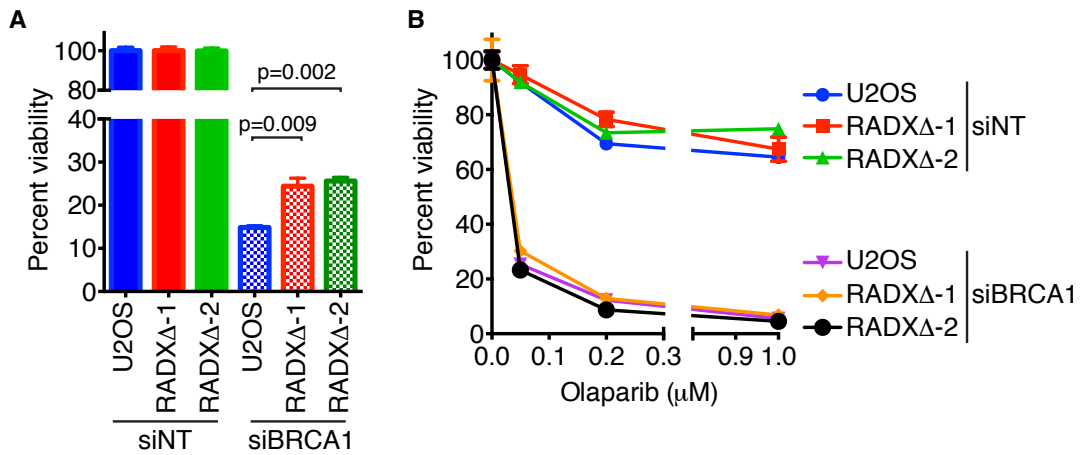 A
Percent viability
100
80
40
30
20
10
0
p=0.002
p=0.009
U2OS
RADXΔ-1
RADXΔ-2
U2OS
RADXΔ-1
RADXΔ-2
siNT
siBRCA1
B
Percent viability
100
80
60
40
20
0
0.0 0.1 0.2 0.3 0.9 1.0
Olaparib (μM)
U2OS
RADXΔ-1
RADXΔ-2
siNT
U2OS
RADXΔ-1
RADXΔ-2
siBRCA1